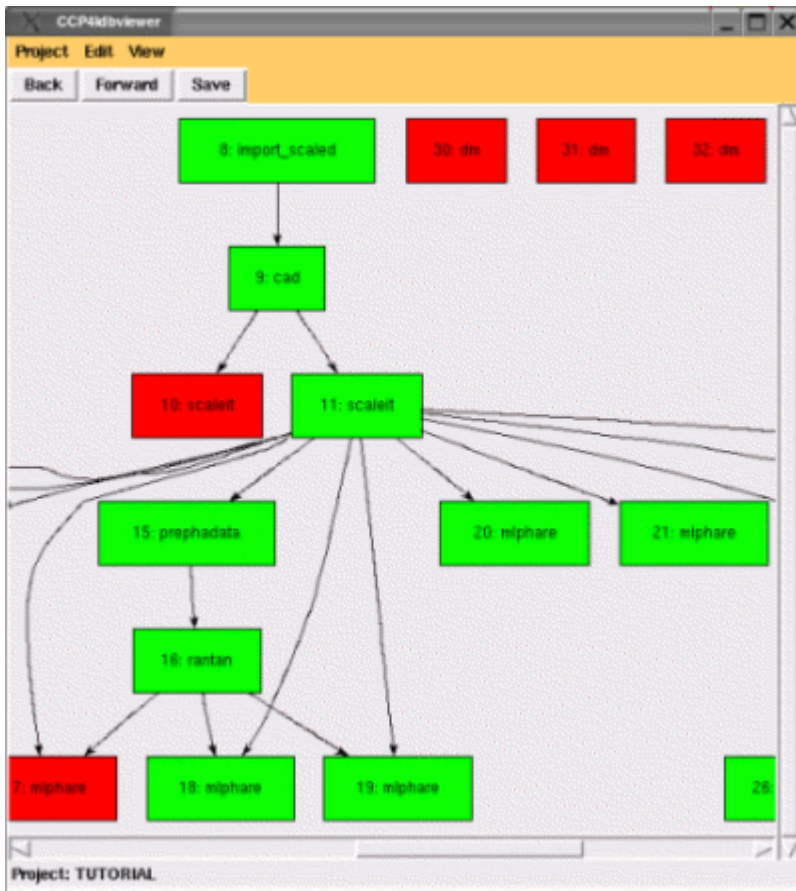 CCP4idbviewer
Project Edit View
Back Forward Save
8: import_scaled 30: dm 31: dm 32: dm
9: cad
10: scaleit 11: scaleit
15: prephadata 20: mlphare 21: mlphare
16: rantan
7: mlphare 18: mlphare 19: mlphare 26:
Project: TUTORIAL